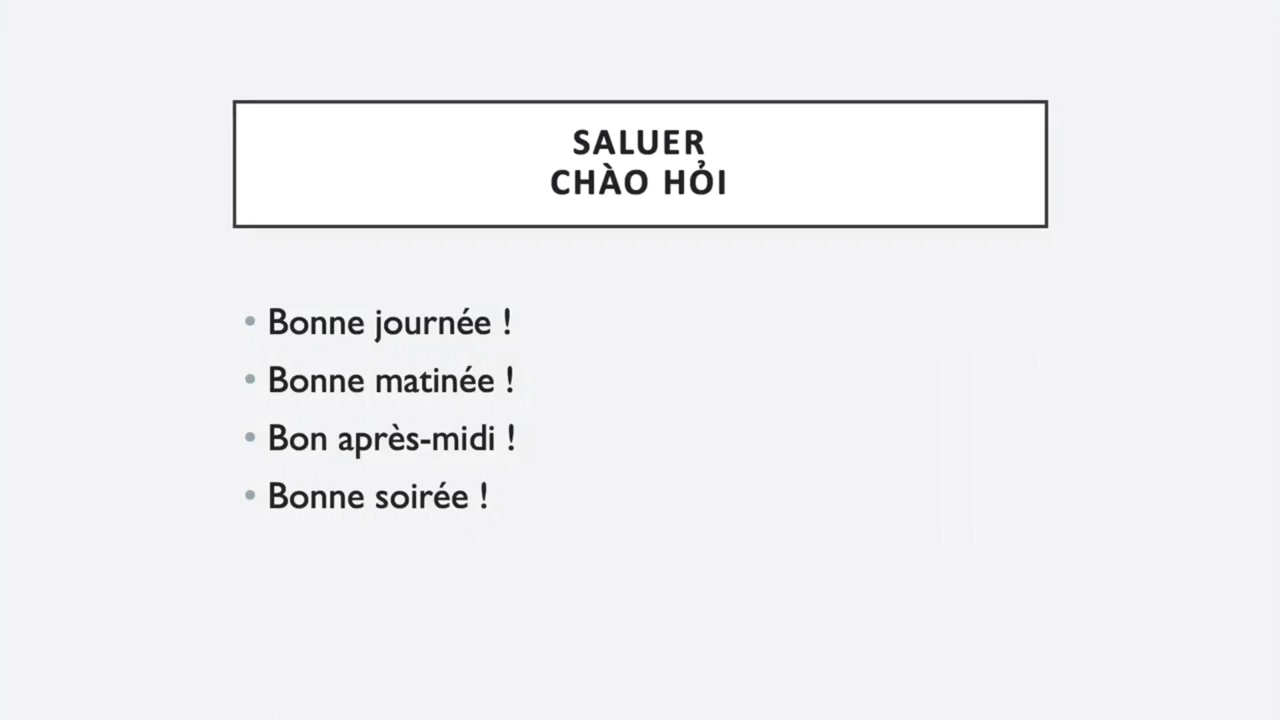 SALUER
CHÀO HỎI
• Bonne journée !
• Bonne matinée !
• Bon après-midi !
• Bonne soirée !